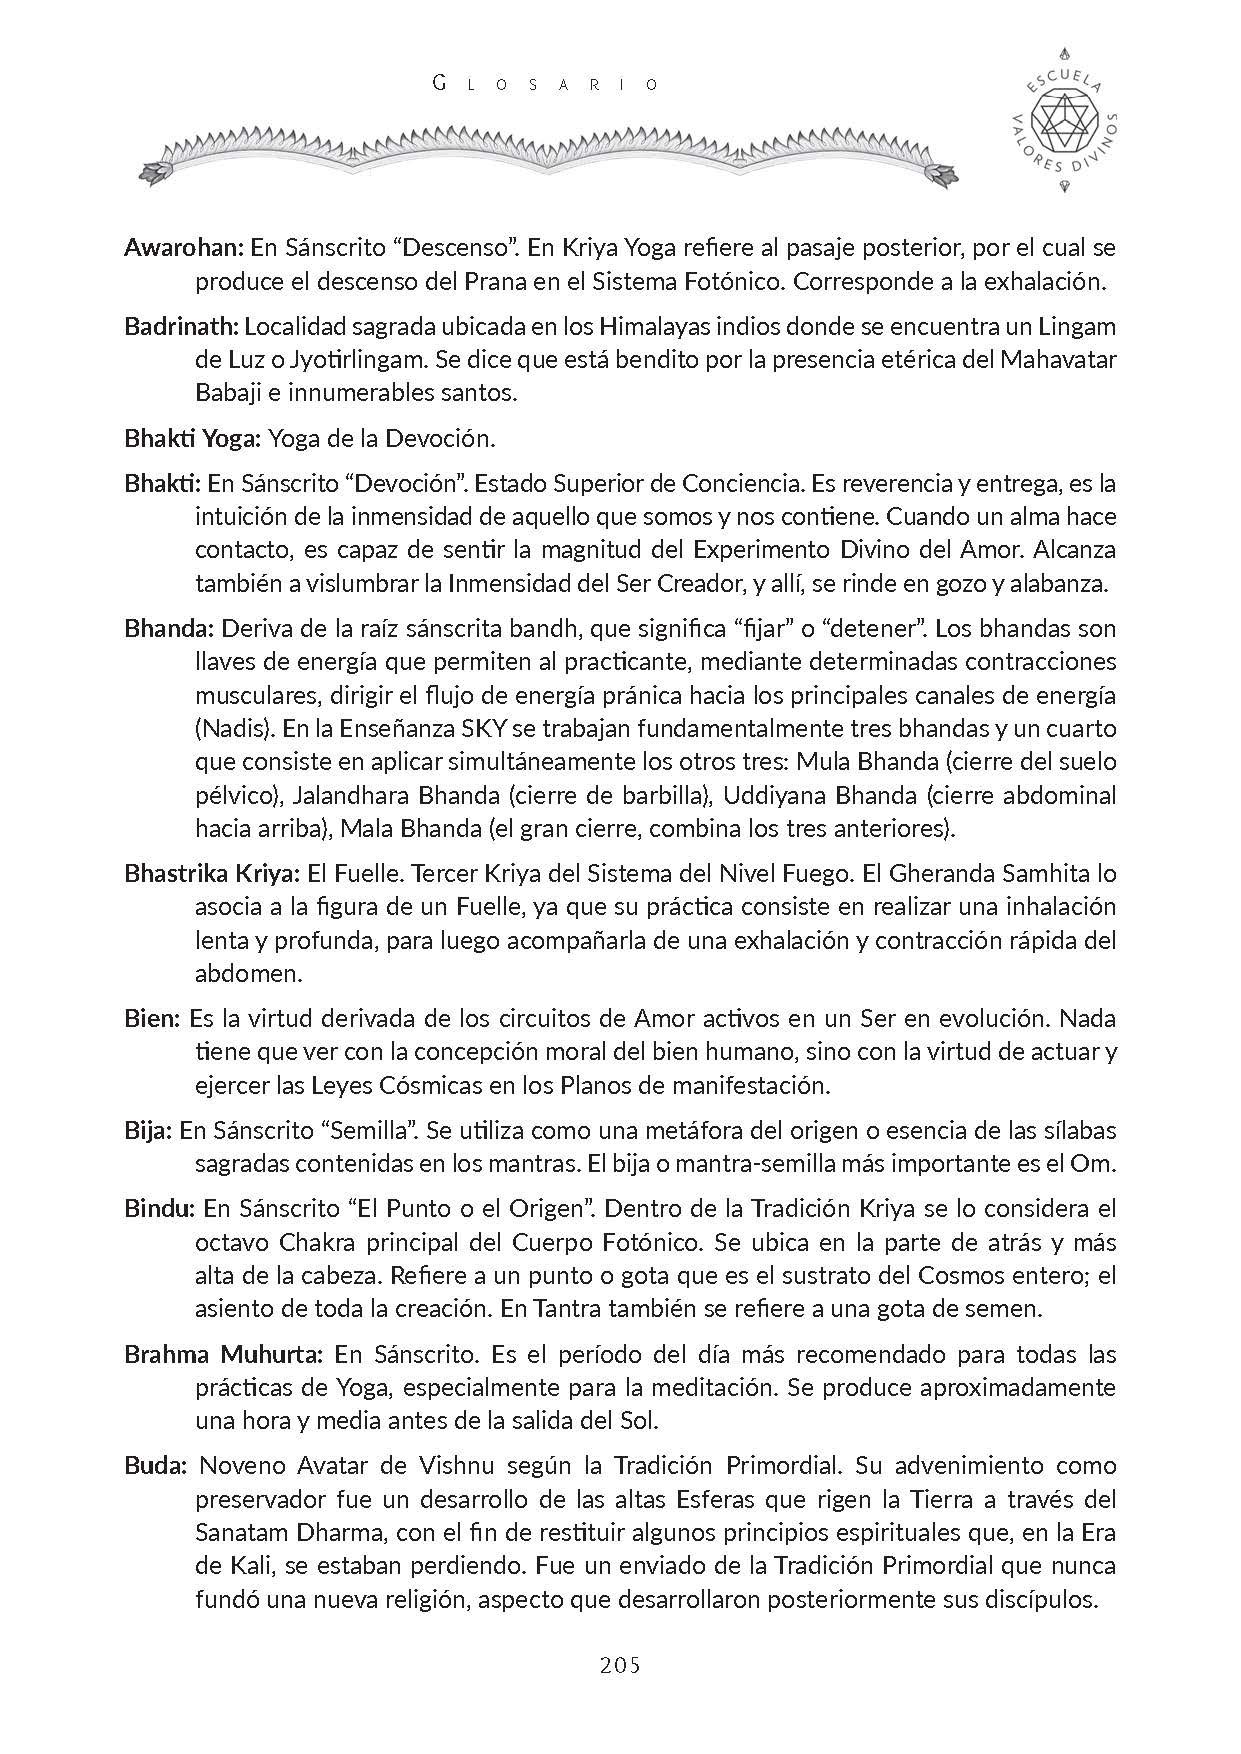 Glosario
ESCUELA
VALORES DIVINOS
Awarohan: En Sánscrito “Descenso”. En Kriya Yoga refiere al pasaje posterior, por el cual se
produce el descenso del Prana en el Sistema Fotónico. Corresponde a la exhalación.
Badrinath: Localidad sagrada ubicada en los Himalayas indios donde se encuentra un Lingam
de Luz o Jyotirlingam. Se dice que está bendito por la presencia etérica del Mahavatar
Babaji e innumerables santos.
Bhakti Yoga: Yoga de la Devoción.
Bhakti: En Sánscrito “Devoción”. Estado Superior de Conciencia. Es reverencia y entrega, es la
intuición de la inmensidad de aquello que somos y nos contiene. Cuando un alma hace
contacto, es capaz de sentir la magnitud del Experimento Divino del Amor. Alcanza
también a vislumbrar la Inmensidad del Ser Creador, y allí, se rinde en gozo y alabanza.
Bhanda: Deriva de la raíz sánscrita bandh, que significa “fijar” o “detener”. Los bhandas son
llaves de energía que permiten al practicante, mediante determinadas contracciones
musculares, dirigir el flujo de energía pránica hacia los principales canales de energía
(Nadis). En la Enseñanza SKY se trabajan fundamentalmente tres bhandas y un cuarto
que consiste en aplicar simultáneamente los otros tres: Mula Bhanda (cierre del suelo
pélvico), Jalandhara Bhanda (cierre de barbilla), Uddiyana Bhanda (cierre abdominal
hacia arriba), Mala Bhanda (el gran cierre, combina los tres anteriores).
Bhastrika Kriya: El Fuelle. Tercer Kriya del Sistema del Nivel Fuego. El Gheranda Samhita lo
asocia a la figura de un Fuelle, ya que su práctica consiste en realizar una inhalación
lenta y profunda, para luego acompañarla de una exhalación y contracción rápida del
abdomen.
Bien: Es la virtud derivada de los circuitos de Amor activos en un Ser en evolución. Nada
tiene que ver con la concepción moral del bien humano, sino con la virtud de actuar y
ejercer las Leyes Cósmicas en los Planos de manifestación.
Bija: En Sánscrito “Semilla”. Se utiliza como una metáfora del origen o esencia de las sílabas
sagradas contenidas en los mantras. El bija o mantra-semilla más importante es el Om.
Bindu: En Sánscrito “El Punto o el Origen”. Dentro de la Tradición Kriya se lo considera el
octavo Chakra principal del Cuerpo Fotónico. Se ubica en la parte de atrás y más
alta de la cabeza. Refiere a un punto o gota que es el sustrato del Cosmos entero; el
asiento de toda la creación. En Tantra también se refiere a una gota de semen.
Brahma Muhurta: En Sánscrito. Es el período del día más recomendado para todas las
prácticas de Yoga, especialmente para la meditación. Se produce aproximadamente
una hora y media antes de la salida del Sol.
Buda: Noveno Avatar de Vishnu según la Tradición Primordial. Su advenimiento como
preservador fue un desarrollo de las altas Esferas que rigen la Tierra a través del
Sanatam Dharma, con el fin de restituir algunos principios espirituales que, en la Era
de Kali, se estaban perdiendo. Fue un enviado de la Tradición Primordial que nunca
fundó una nueva religión, aspecto que desarrollaron posteriormente sus discípulos.
205